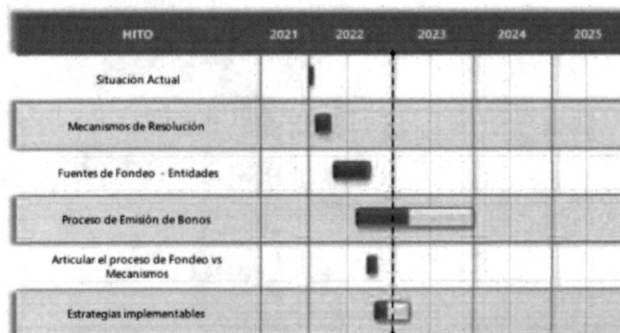 HITO 2021 2022 2023 2024 2025
Situación Actual
Mecanismos de Resolución
Fuentes de Fondeo - Entidades
Proceso de Emisión de Bonos
Articular el proceso de Fondeo vs
Mecanismos
Estrategias implementables